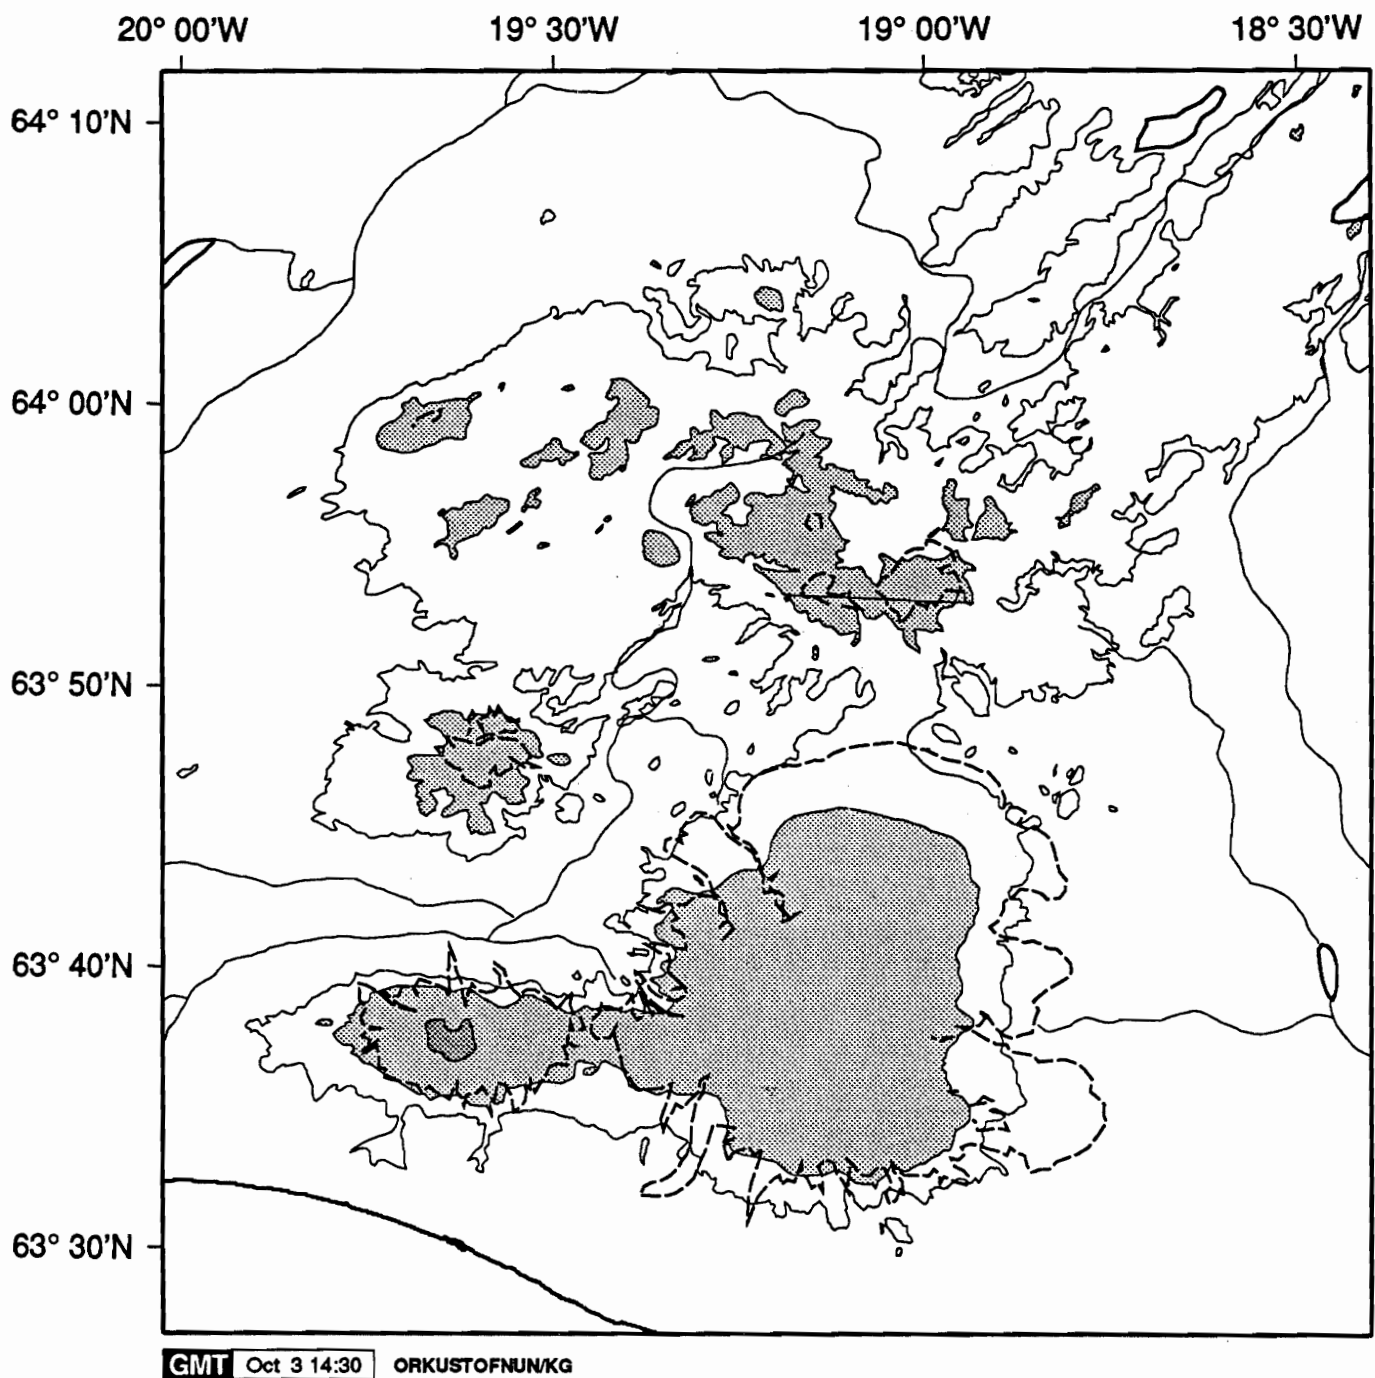 20° 00'W 19° 30'W 19° 00'W 18° 30'W
64° 10'N
64° 00'N
63° 50'N
63° 40'N
63° 30'N
GMT Oct 3 14:30 ORKUSTOFNUN/KG